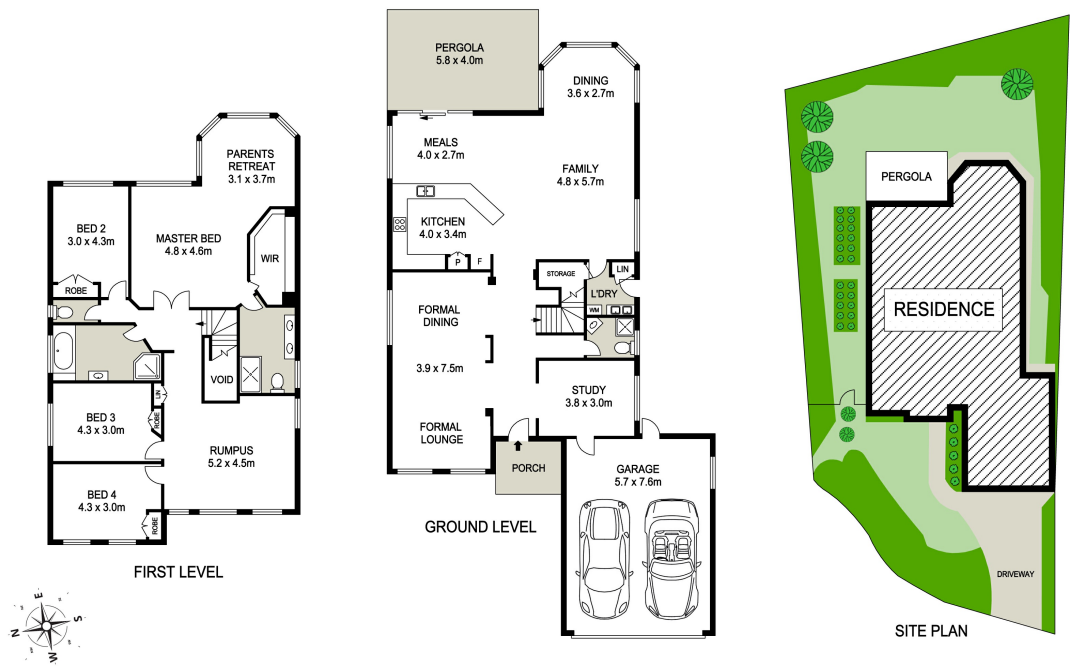 PARENTS
RETREAT
3.1 x 3.7m
BED 2
3.0 x 4.3m
MASTER BED
4.8 x 4.6m
WIR
ROBE
VOID
LIN
ROBE
BED 3
4.3 x 3.0m
RUMPUS
5.2 x 4.5m
BED 4
4.3 x 3.0m
ROBE
FIRST LEVEL
N
E
S
W
PERGOLA
5.8 x 4.0m
DINING
3.6 x 2.7m
MEALS
4.0 x 2.7m
FAMILY
4.8 x 5.7m
KITCHEN
4.0 x 3.4m
P
F
STORAGE
LIN
L'DRY
WM
FORMAL
DINING
3.9 x 7.5m
FORMAL
LOUNGE
STUDY
3.8 x 3.0m
PORCH
GARAGE
5.7 x 7.6m
GROUND LEVEL
PERGOLA
RESIDENCE
DRIVEWAY
SITE PLAN